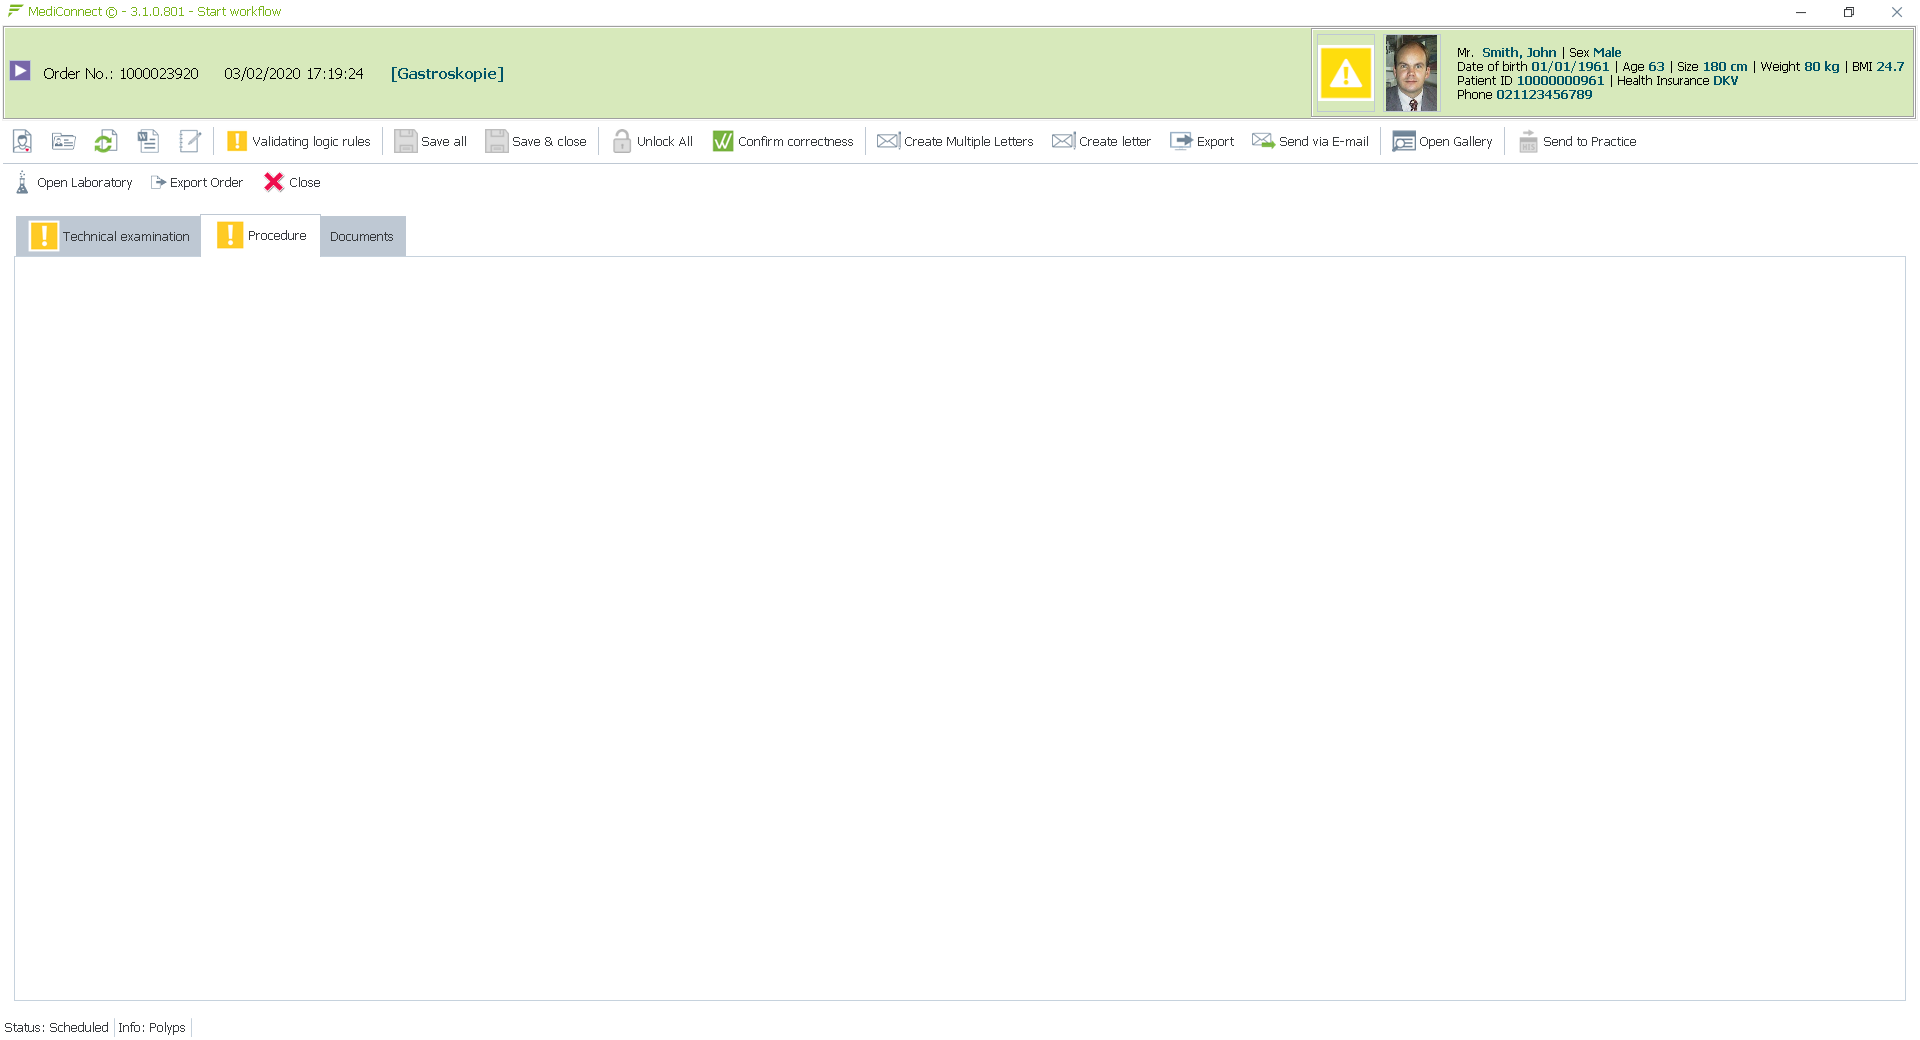 MediConnect © - 3.1.0.801 - Start workflow
Order No.: 1000023920 03/02/2020 17:19:24 [Gastroskopie]
Mr. Smith, John | Sex Male
Date of birth 01/01/1961 | Age 63 | Size 180 cm | Weight 80 kg | BMI 24.7
Patient ID 10000000961 | Health Insurance DKV
Phone 021123456789
Validating logic rules Save all Save & close Unlock All Confirm correctness Create Multiple Letters Create letter Export Send via E-mail Open Gallery Send to Practice
Open Laboratory Export Order Close
Technical examination Procedure Documents
Status: Scheduled Info: Polyps